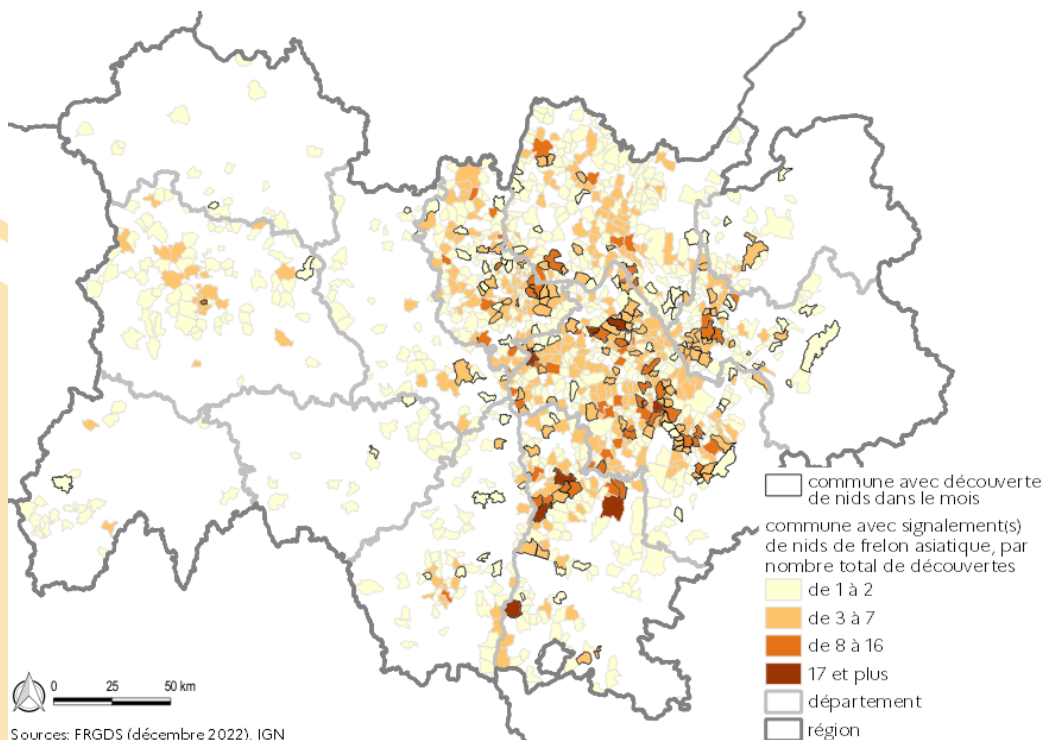 commune avec découverte
de nids dans le mois
commune avec signalement(s)
de nids de frelon asiatique, par
nombre total de découvertes
de 1 à 2
de 3 à 7
de 8 à 16
17 et plus
département
région
0 25 50 km
Sources: FRGDS (décembre 2022), IGN